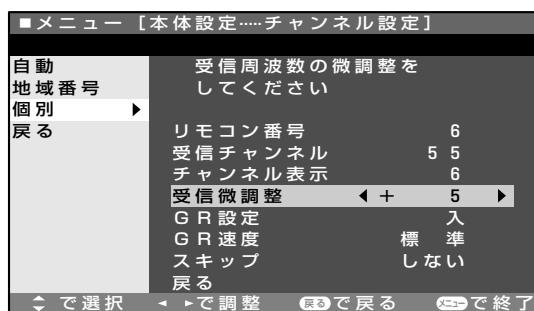 ■メニュー [本体設定……チャンネル設定]
自動
地域番号
個別 ▶
戻る
受信周波数の微調整を
してください
リモコン番号 6
受信チャンネル 55
チャンネル表示 6
受信微調整 ◀ + 5 ▶
GR設定 入
GR速度 標準
スキップ しない
戻る
で選択 ◀ ▶で調整 戻るで戻る メニューで終了